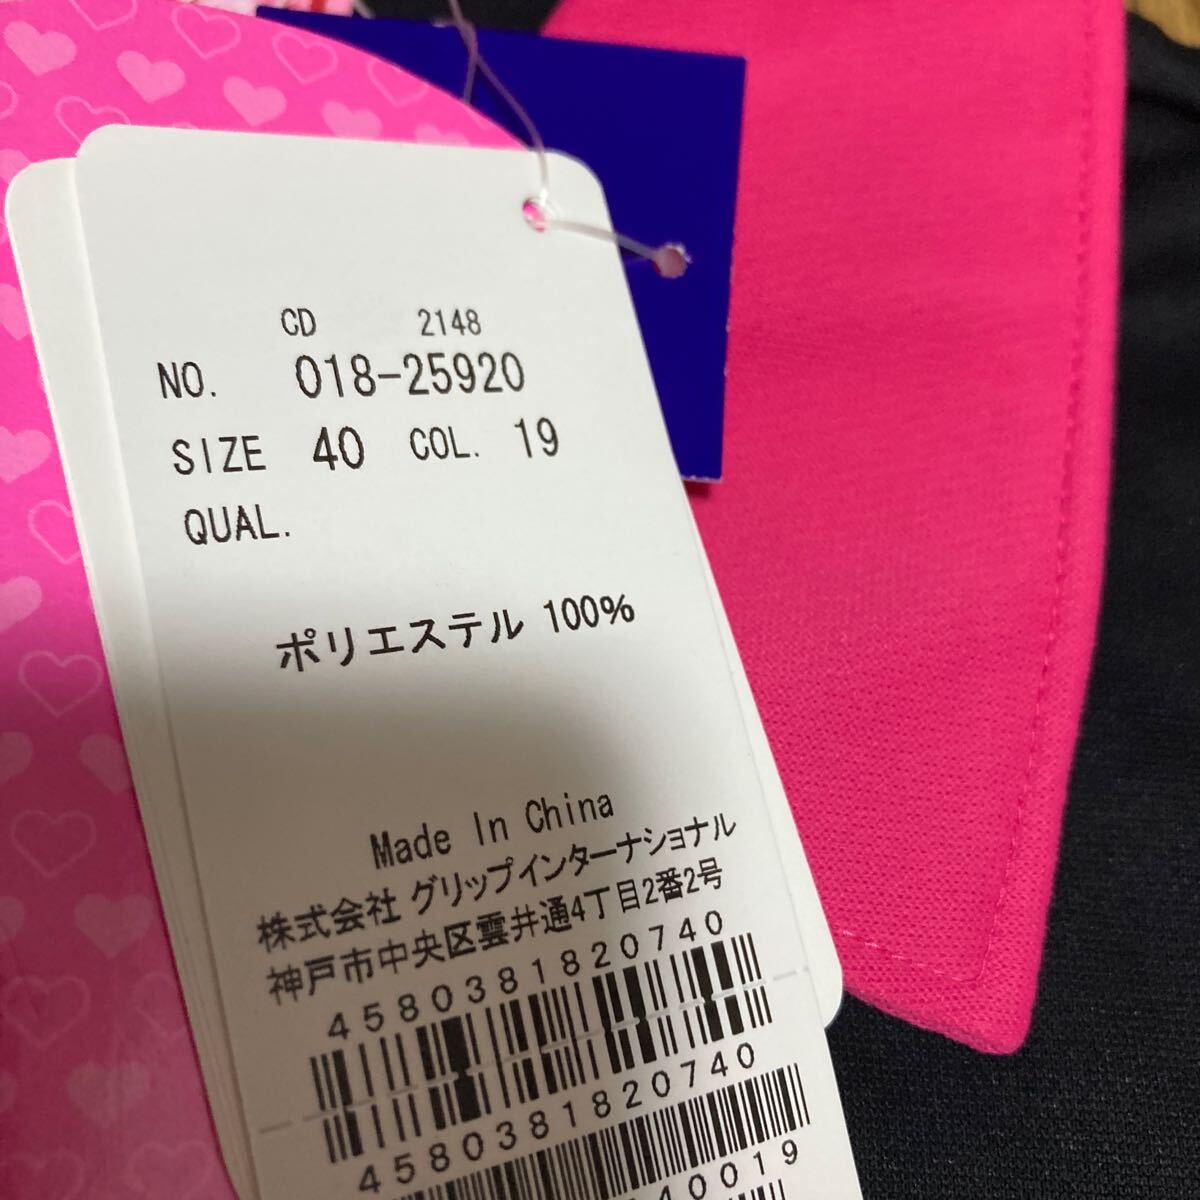 CD 2148
NO. 018-25920
SIZE 40 COL. 19
QUAL.
ポリエステル 100%
Made In China
株式会社 グリップインターナショナル
神戸市中央区雲井通4丁目2番2号
4580381820740
4580381820740
40019